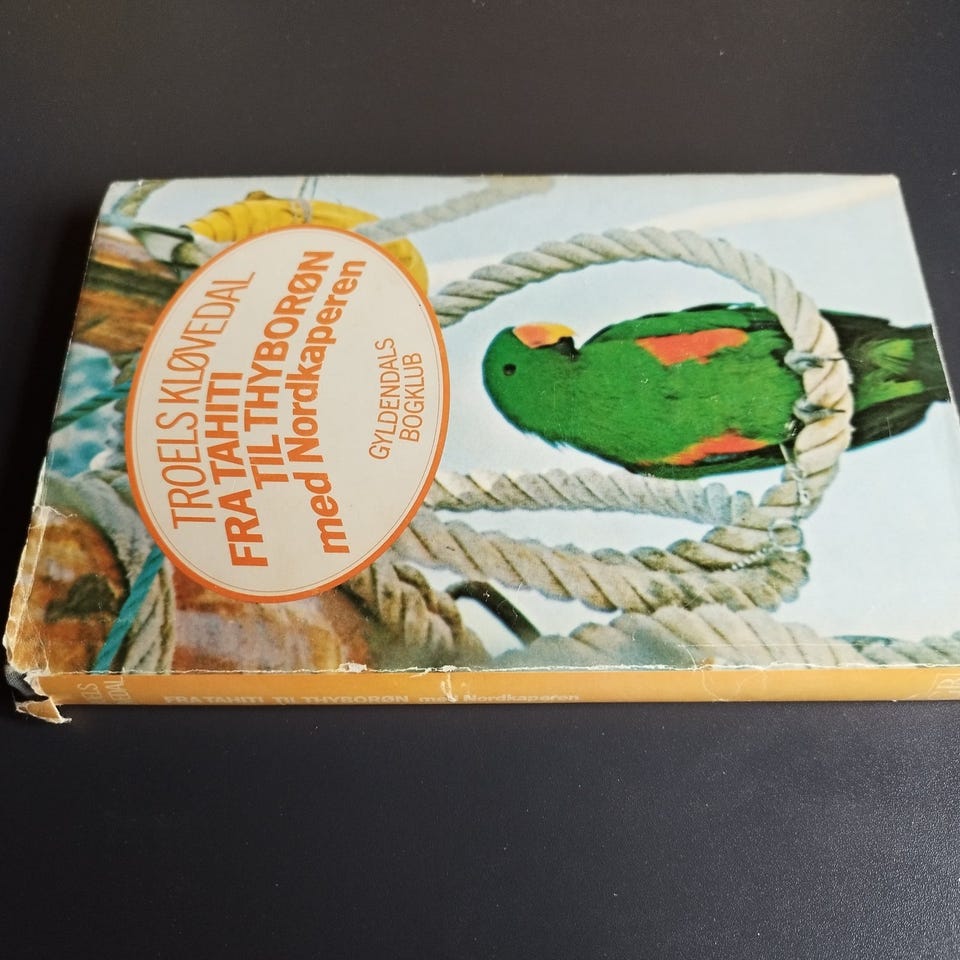 TROELS KLØVEDAL
FRA TAHITI
TIL THYBORØN
med Nordkaperen
GYLDENDALS
BOGKLUB
FRA TAHITI TIL THYBORØN med Nordkaperen